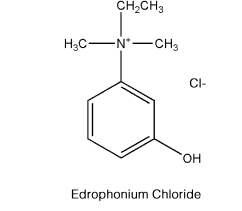 CH₂CH₃
H₃C N⁺ CH₃
Cl-
OH
Edrophonium Chloride